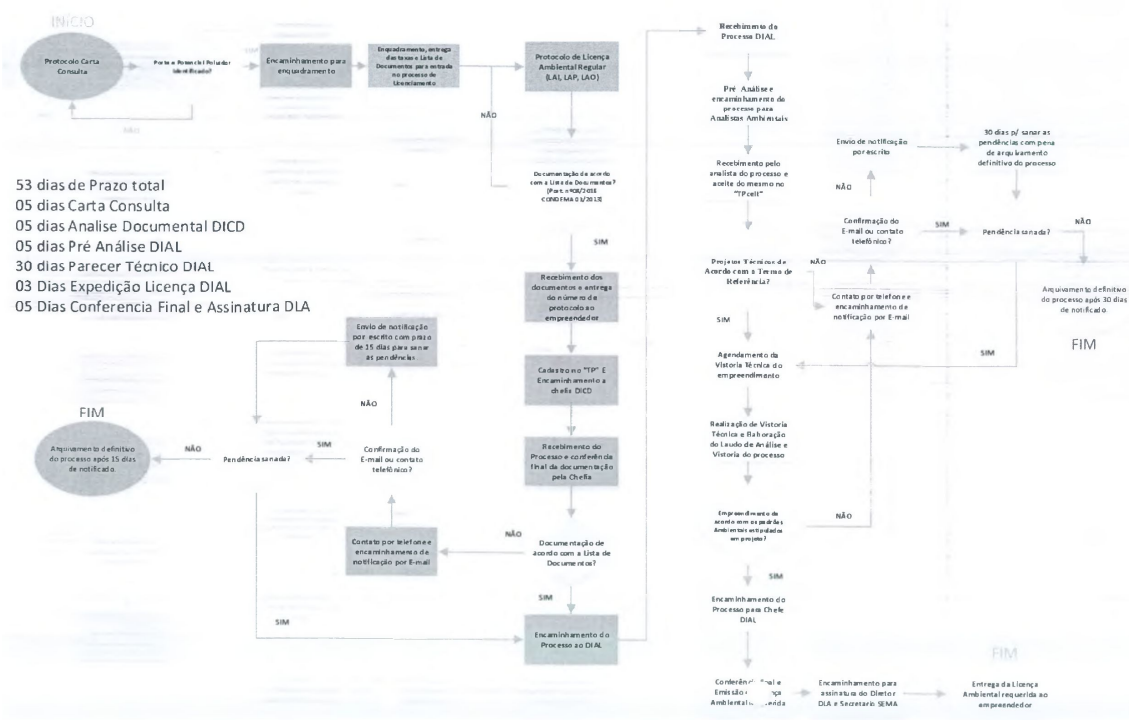 INÍCIO
Protocolo Carta
Consulta
Porte e Potencial Poluidor
Identificado?
NÃO
Encaminhamento para
enquadramento
Enquadramento, entrega
das taxas e Lista de
Documentos para entrada
no processo de
Licenciamento
NÃO
Protocolo de Licença
Ambiental Regular
(LAI, LAP, LAO)
Documentação de acordo
com a Lista de Documentos?
CONDEMA 01/2013)
SIM
53 dias de Prazo total
05 dias Carta Consulta
05 dias Analise Documental DICD
05 dias Pré Análise DIAL
30 dias Parecer Técnico DIAL
03 Dias Expedição Licença DIAL
05 Dias Conferencia Final e Assinatura DLA
Recebimento dos
documentos e entrega
do número de
protocolo ao
empreendedor
Cadastro no "TP" E
Encaminhamento a
chefia DICD
Recebimento do
Processo e conferência
final da documentação
pela Chefia
Documentação de
acordo com a Lista de
Documentos?
NÃO
SIM
Contato por telefone e
encaminhamento de
notificação por E-mail
Confirmação do
E-mail ou contato
telefônico?
NÃO
SIM
Envio de notificação
por escrito com prazo
de 15 dias para sanar
as pendências
Pendência sanada?
NÃO
SIM
FIM
Arquivamento definitivo
do processo após 15 dias
de notificado.
Encaminhamento do
Processo ao DIAL
Recebimento do
Processo DIAL
Pré Análise e
encaminhamento do
processo para
Analistas Ambientais
Recebimento pelo
analista do processo e
aceite do mesmo no
"TPcell"
Projetos Técnicos de
Acordo com o Termo de
Referência?
NÃO
SIM
Contato por telefone e
encaminhamento de
notificação por E-mail
Confirmação do
E-mail ou contato
telefônico?
NÃO
SIM
Envio de notificação
por escrito
30 dias p/ sanar as
pendências com pena
de arquivamento
definitivo do processo
Pendência sanada?
NÃO
SIM
Arquivamento definitivo
do processo após 30 dias
de notificado.
FIM
Agendamento da
Vistoria Técnica do
empreendimento
Realização de Vistoria
Técnica e Elaboração
do Laudo de Análise e
Vistoria do processo
Empreendimento de
acordo com os padrões
Ambientais estipulados
em projeto?
NÃO
SIM
Encaminhamento do
Processo para Chefe
DIAL
Emissão
Ambiental
Encaminhamento para
assinatura do Diretor
DLA e Secretario SEMA
FIM
Entrega da Licença
Ambiental requerida ao
empreendedor